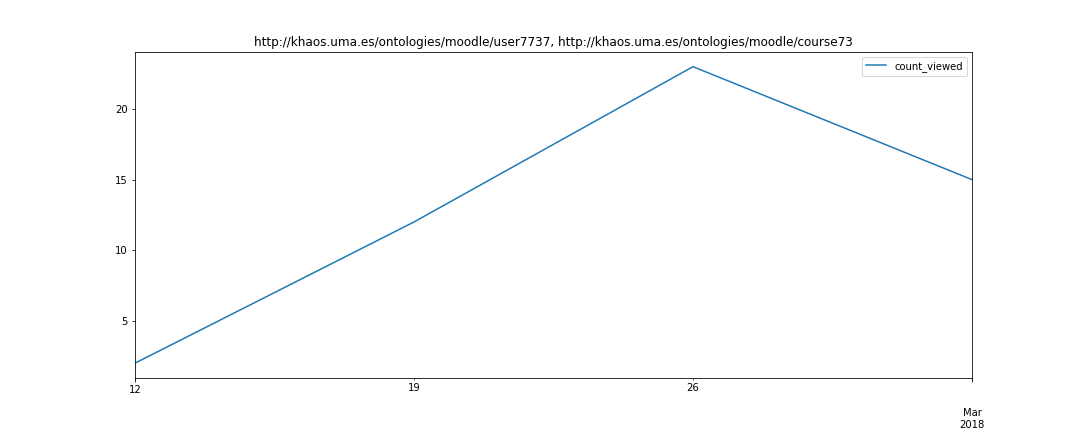 http://khaos.uma.es/ontologies/moodle/user7737, http://khaos.uma.es/ontologies/moodle/course73
count_viewed
20
15
10
5
12
19
26
Mar
2018